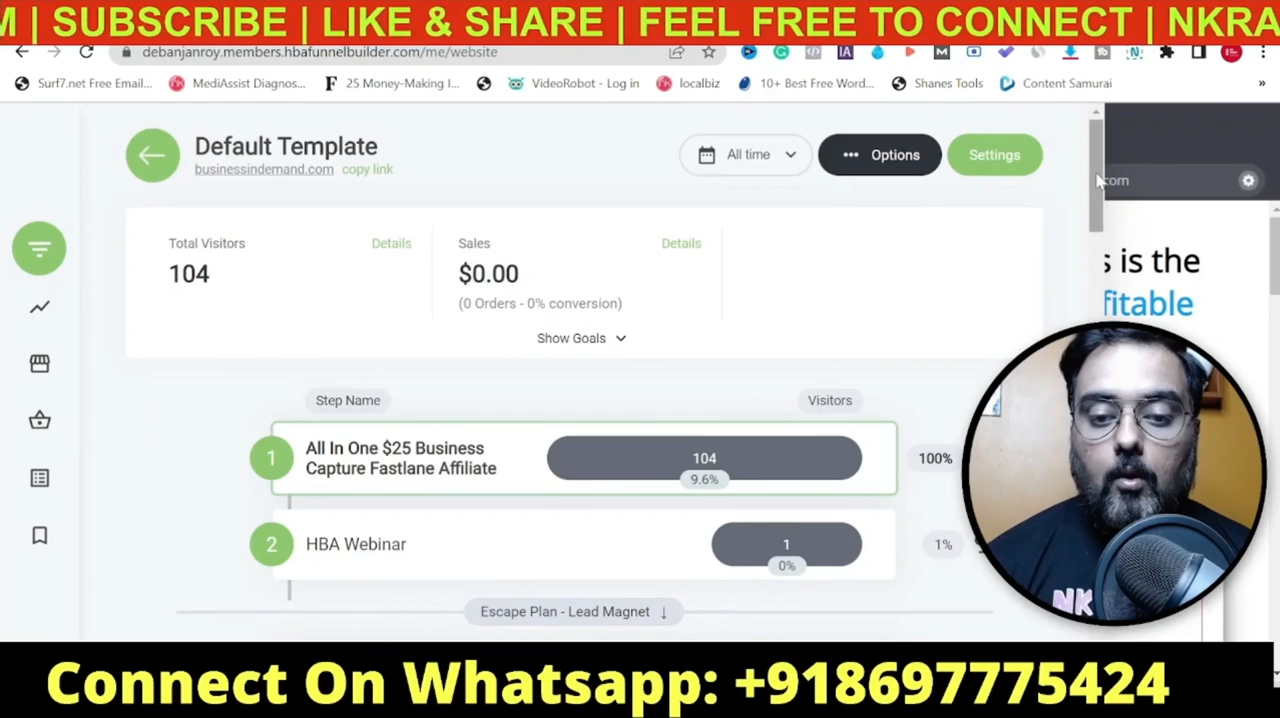 M | SUBSCRIBE | LIKE & SHARE | FEEL FREE TO CONNECT | NKRA
debanjanroy.members.hbafunnelbuilder.com/me/website
Surf7.net Free Email... MediAssist Diagnos... 25 Money-Making I... VideoRobot - Log in localbiz 10+ Best Free Word... Shanes Tools Content Samurai »
Default Template
businessindemand.com copy link
All time
Options
Settings
.com
Total Visitors Details
104
Sales Details
$0.00
(0 Orders - 0% conversion)
Show Goals
s is the
fitable
Step Name Visitors
1 All In One $25 Business
Capture Fastlane Affiliate
104
9.6%
100%
2 HBA Webinar
1
0%
1%
Escape Plan - Lead Magnet ↓
NK
Connect On Whatsapp: +918697775424